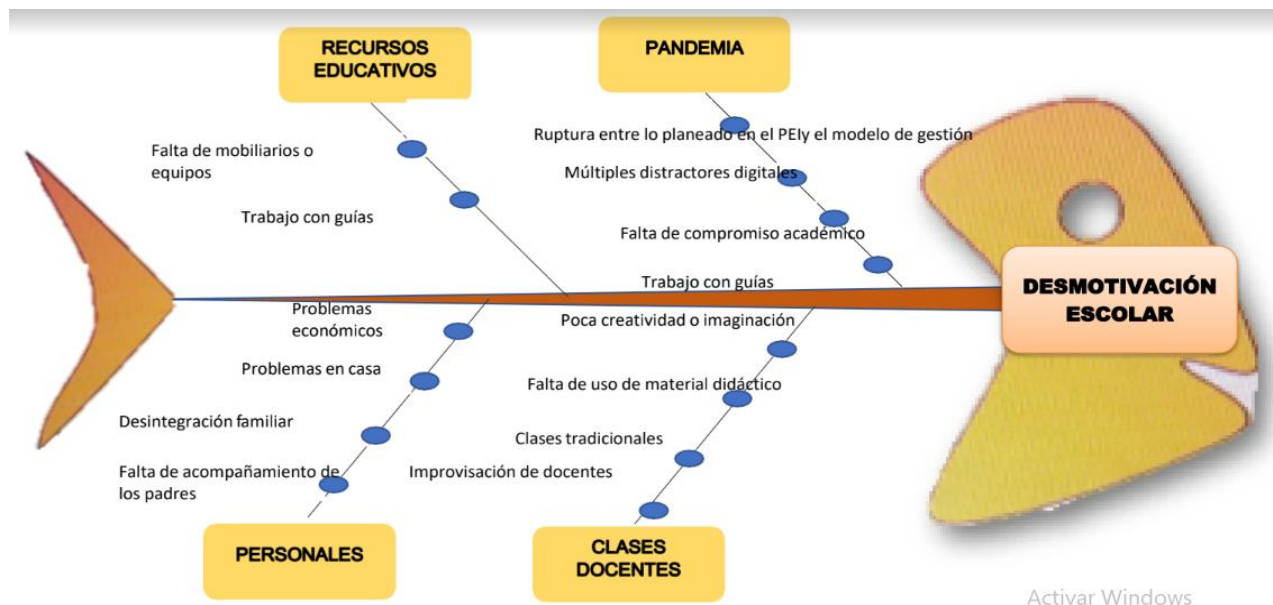 RECURSOS
EDUCATIVOS
PANDEMIA
Falta de mobiliarios o
equipos
Trabajo con guías
Ruptura entre lo planeado en el PEIy el modelo de gestión
Múltiples distractores digitales
Falta de compromiso académico
Trabajo con guías
DESMOTIVACIÓN
ESCOLAR
Problemas
económicos
Problemas en casa
Desintegración familiar
Falta de acompañamiento de
los padres
Poca creatividad o imaginación
Falta de uso de material didáctico
Clases tradicionales
Improvisación de docentes
PERSONALES
CLASES
DOCENTES
Activar Windows